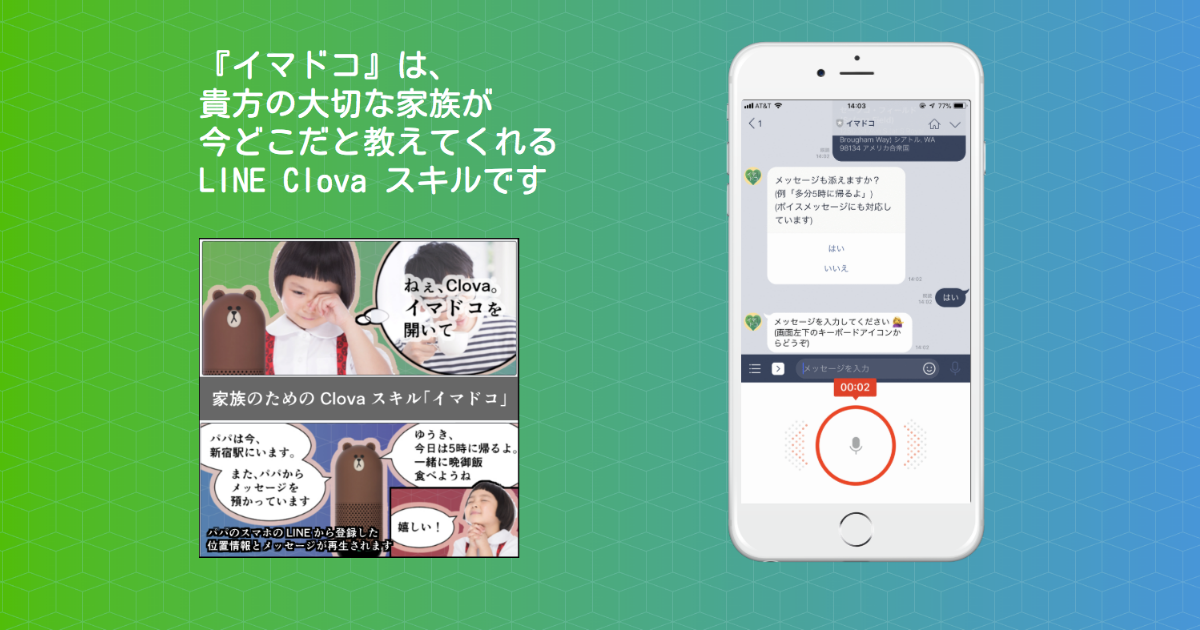 『イマドコ』は、
貴方の大切な家族が
今どこだと教えてくれる
LINE Clova スキルです
ねぇ、Clova。
イマドコを
開いて
家族のための Clova スキル「イマドコ」
パパは今、
新宿駅にいます。
また、パパから
メッセージを
預かっています
ゆうき、
今日は5時に帰るよ。
一緒に晩御飯
食べようね
嬉しい！
パパのスマホの LINE から登録した
位置情報とメッセージが再生されます
AT&T 14:03 77%
1 イマドコ
Brougham Way) シアトル, WA
98134 アメリカ合衆国
既読
14:02
メッセージも添えますか？
(例「多分5時に帰るよ」)
(ボイスメッセージにも対応し
ています)
はい
いいえ
14:02
既読
14:02
はい
メッセージを入力してください
(画面左下のキーボードアイコンか
らどうぞ)
14:02
メッセージを入力
00:02